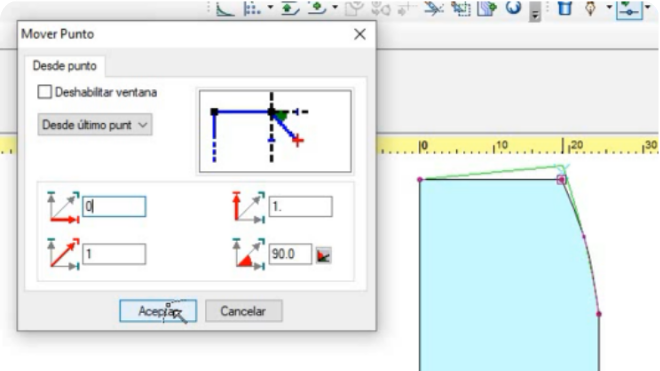 Mover Punto
Desde punto
Deshabilitar ventana
Desde último punt
0
1.
1
90.0
Aceptar
Cancelar
0
10
20
30